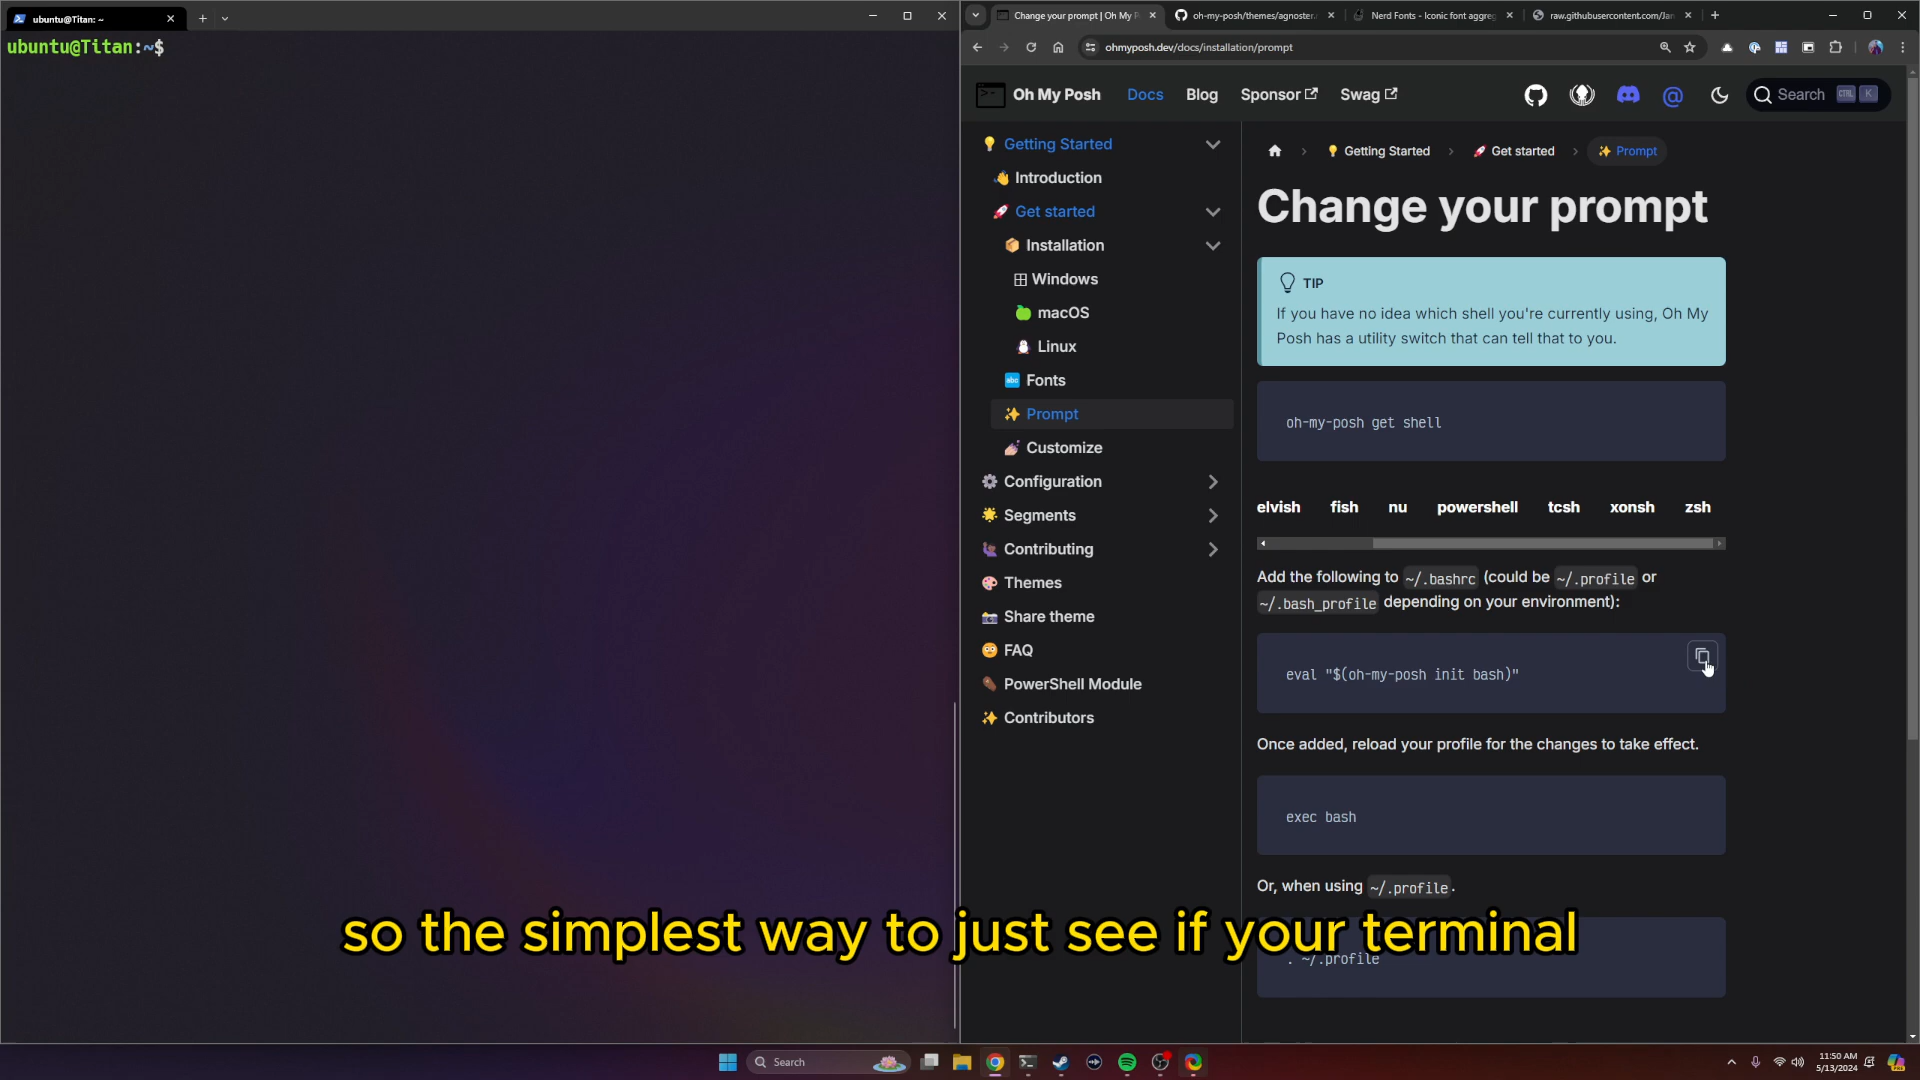 ubuntu@Titan: ~
ubuntu@Titan:~$
Change your prompt | Oh My P
oh-my-posh/themes/agnoster.
Nerd Fonts - Iconic font aggreg
raw.githubusercontent.com/Jan
ohmyposh.dev/docs/installation/prompt
Oh My Posh
Docs
Blog
Sponsor
Swag
Search
CTRL
K
Getting Started
Introduction
Get started
Installation
Windows
macOS
Linux
abc
Fonts
Prompt
Customize
Configuration
Segments
Contributing
Themes
Share theme
FAQ
PowerShell Module
Contributors
Getting Started
Get started
Prompt
Change your prompt
TIP
If you have no idea which shell you're currently using, Oh My
Posh has a utility switch that can tell that to you.
oh-my-posh get shell
elvish fish nu powershell tcsh xonsh zsh
Add the following to ~/.bashrc (could be ~/.profile or
~/.bash_profile depending on your environment):
eval "$(oh-my-posh init bash)"
Once added, reload your profile for the changes to take effect.
exec bash
Or, when using ~/.profile.
. ~/.profile
so the simplest way to just see if your terminal
Search
11:50 AM
5/13/2024